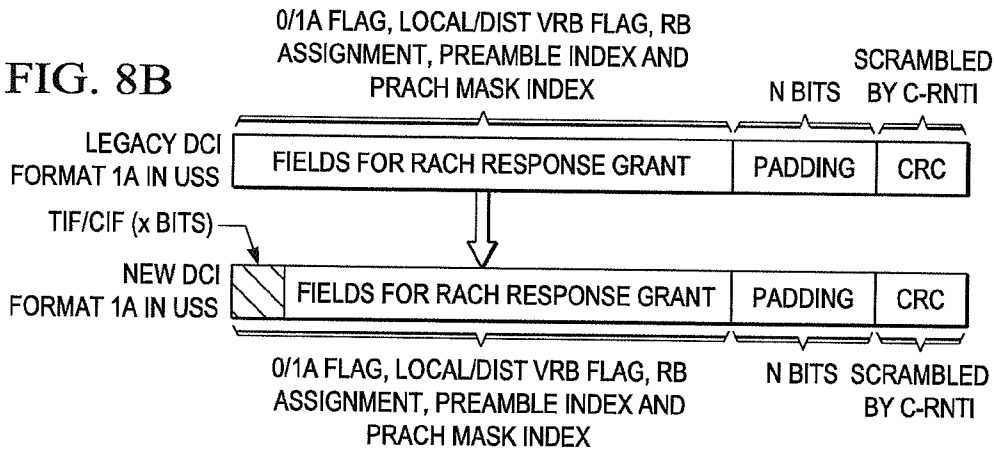 FIG. 8B
0/1A FLAG, LOCAL/DIST VRB FLAG, RB
ASSIGNMENT, PREAMBLE INDEX AND
PRACH MASK INDEX
N BITS
SCRAMBLED
BY C-RNTI
LEGACY DCI
FORMAT 1A IN USS
FIELDS FOR RACH RESPONSE GRANT
PADDING
CRC
TIF/CIF (x BITS)
NEW DCI
FORMAT 1A IN USS
FIELDS FOR RACH RESPONSE GRANT
PADDING
CRC
0/1A FLAG, LOCAL/DIST VRB FLAG, RB
ASSIGNMENT, PREAMBLE INDEX AND
PRACH MASK INDEX
N BITS
SCRAMBLED
BY C-RNTI